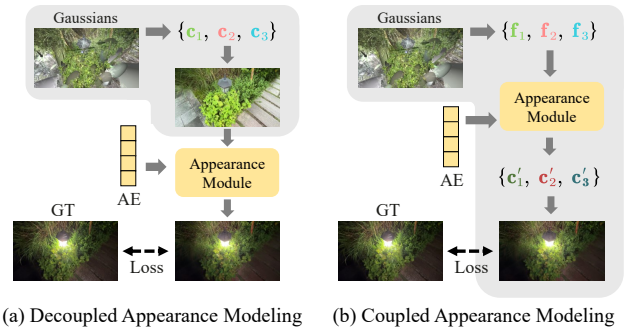 Gaussians
{c₁, c₂, c₃}
Appearance
Module
AE
GT
Loss
(a) Decoupled Appearance Modeling
Gaussians
{f₁, f₂, f₃}
Appearance
Module
AE
{c′₁, c′₂, c′₃}
GT
Loss
(b) Coupled Appearance Modeling